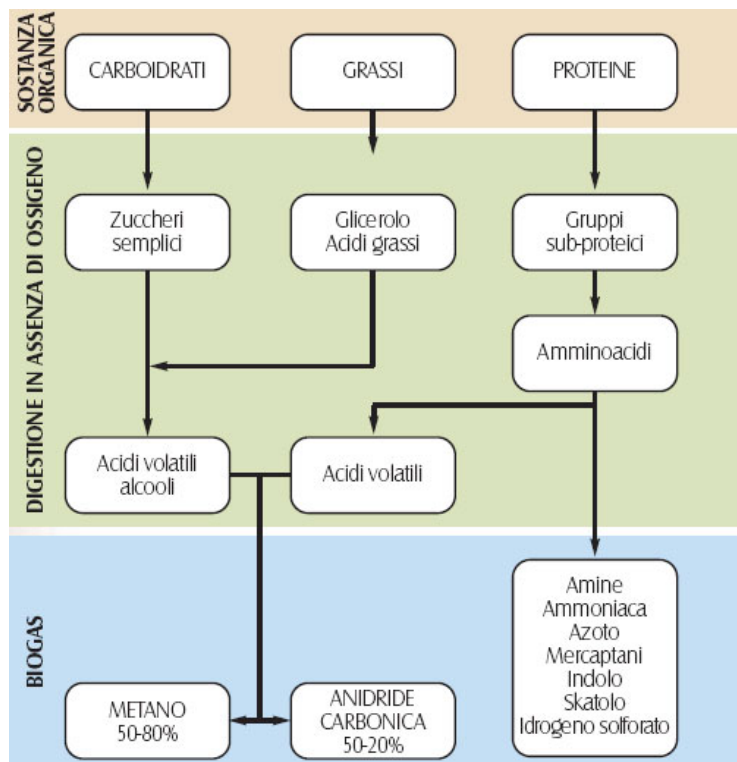 SOSTANZA
ORGANICA
CARBOIDRATI
GRASSI
PROTEINE
DIGESTIONE IN ASSENZA DI OSSIGENO
Zuccheri
semplici
Glicerolo
Acidi grassi
Gruppi
sub-proteici
Amminoacidi
Acidi volatili
alcooli
Acidi volatili
BIOGAS
METANO
50-80%
ANIDRIDE
CARBONICA
50-20%
Amine
Ammoniaca
Azoto
Mercaptani
Indolo
Skatolo
Idrogeno solforato